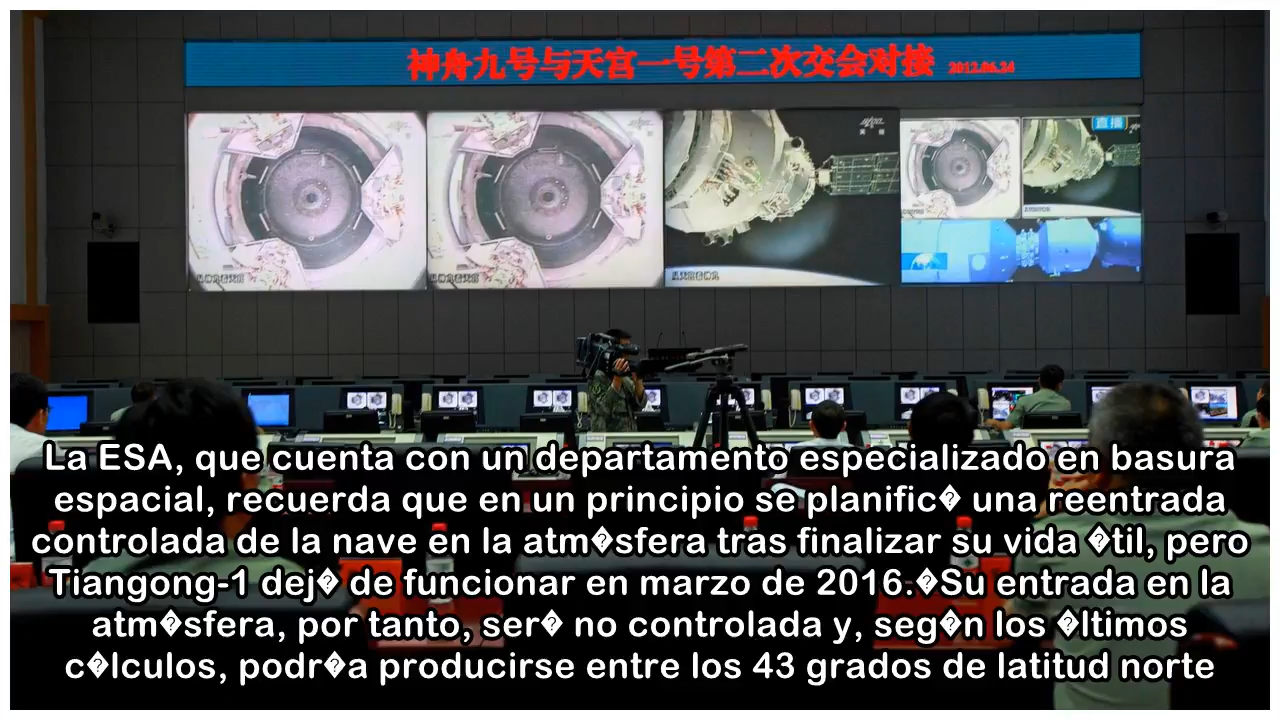 神舟九号与天宫一号第二次交会对接 2012.06.24
直播
La ESA, que cuenta con un departamento especializado en basura
espacial, recuerda que en un principio se planific� una reentrada
controlada de la nave en la atm�sfera tras finalizar su vida �til, pero
Tiangong-1 dej� de funcionar en marzo de 2016.�Su entrada en la
atm�sfera, por tanto, ser� no controlada y, seg�n los �ltimos
c�lculos, podr�a producirse entre los 43 grados de latitud norte